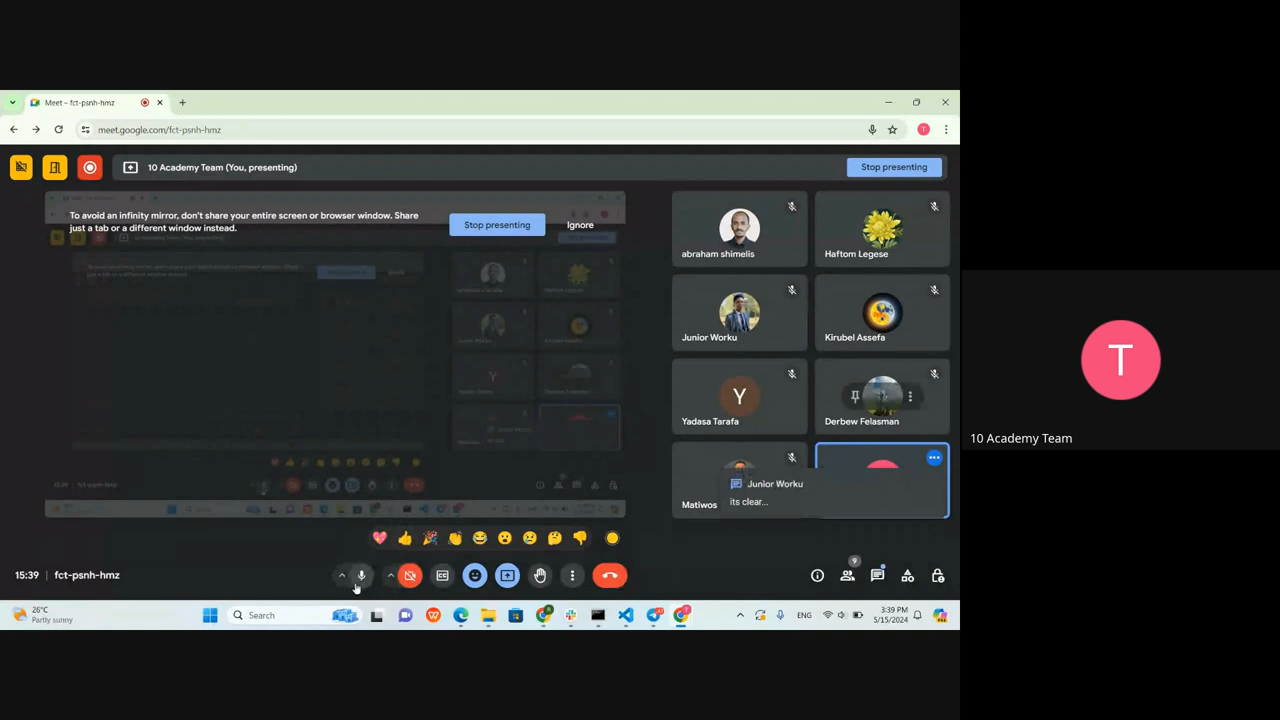 Meet – fct-psnh-hmz
meet.google.com/fct-psnh-hmz
T
10 Academy Team (You, presenting)
Stop presenting
To avoid an infinity mirror, don't share your entire screen or browser window. Share
just a tab or a different window instead.
Stop presenting
Ignore
abraham shimelis
Haftom Legese
Junior Worku
Kirubel Assefa
Y
Yadasa Tarafa
Derbew Felasman
Matiwos
Junior Worku
its clear...
15:39
fct-psnh-hmz
9
26°C
Partly sunny
Search
ENG
3:39 PM
5/15/2024
T
10 Academy Team